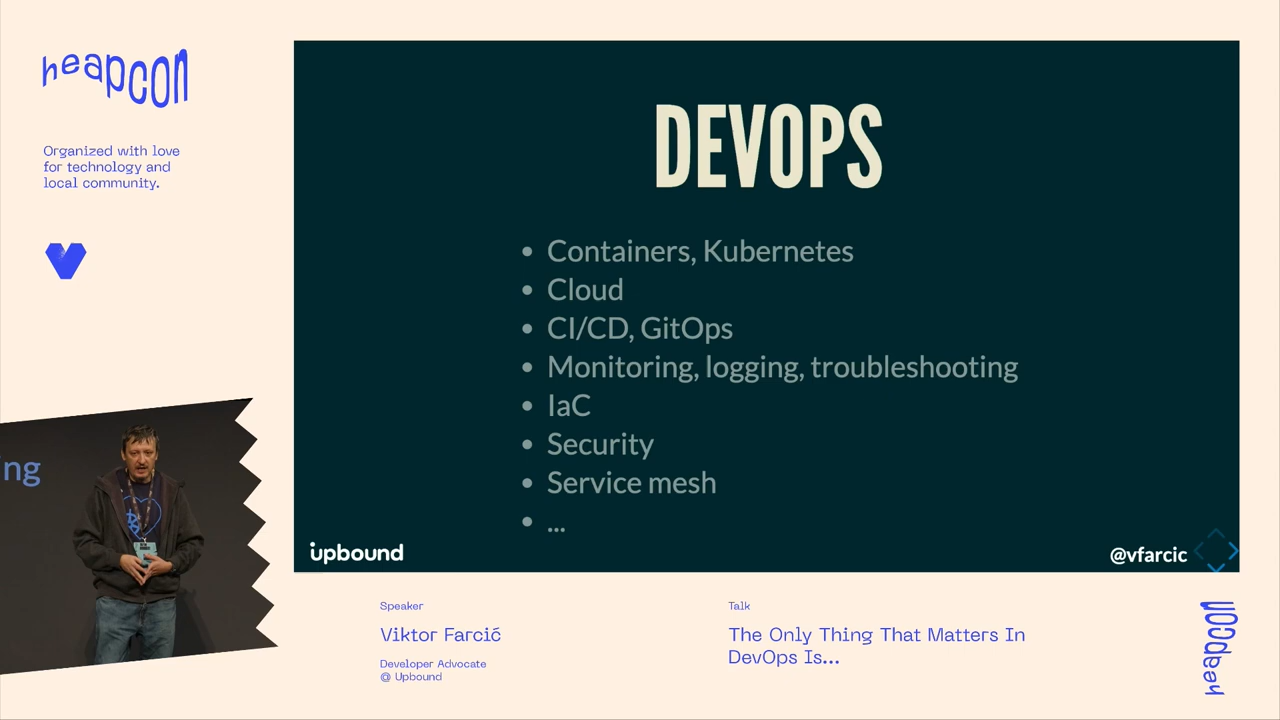 heapcon
Organized with love
for technology and
local community.
DEVOPS
• Containers, Kubernetes
• Cloud
• CI/CD, GitOps
• Monitoring, logging, troubleshooting
• IaC
• Security
• Service mesh
• ...
upbound
@vfarcic
ng
Speaker
Viktor Farcić
Developer Advocate
@ Upbound
Talk
The Only Thing That Matters In
DevOps Is...
heapcon